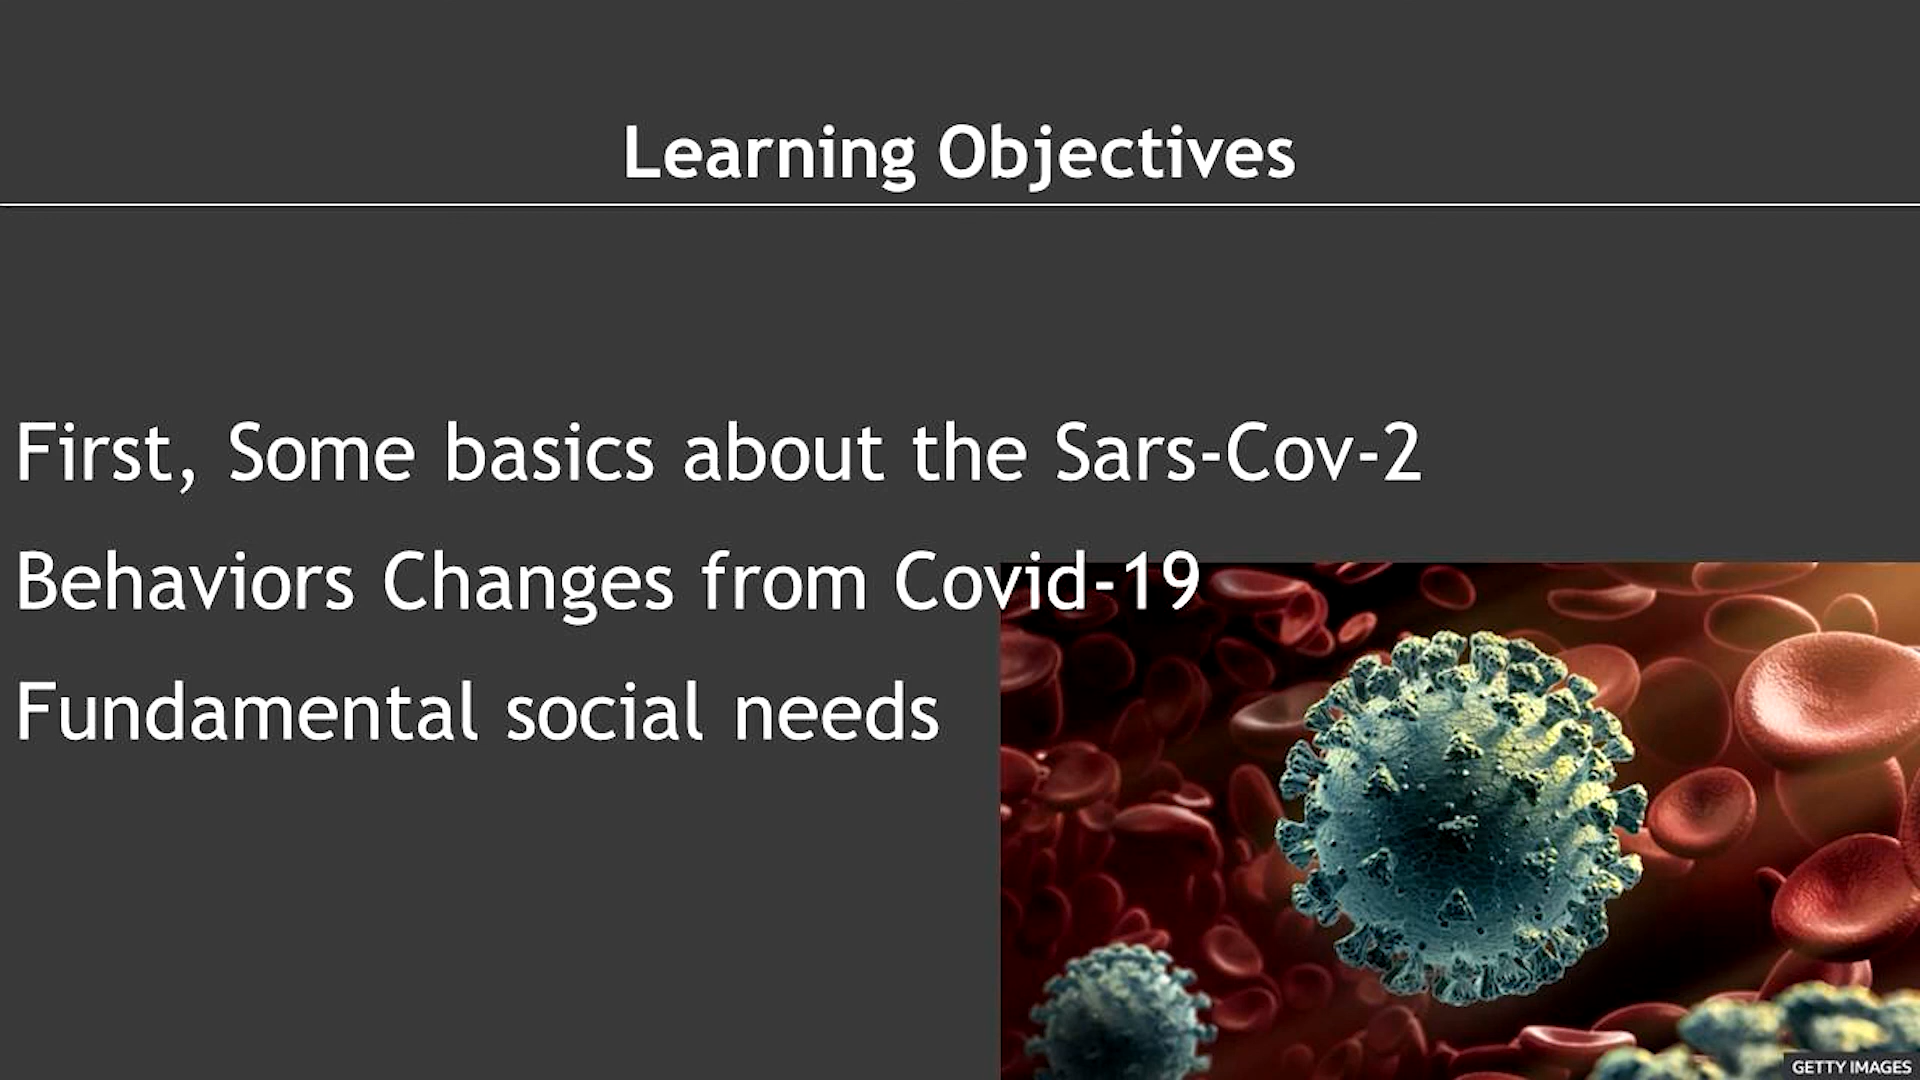 Learning Objectives
First, Some basics about the Sars-Cov-2
Behaviors Changes from Covid-19
Fundamental social needs
GETTY IMAGES